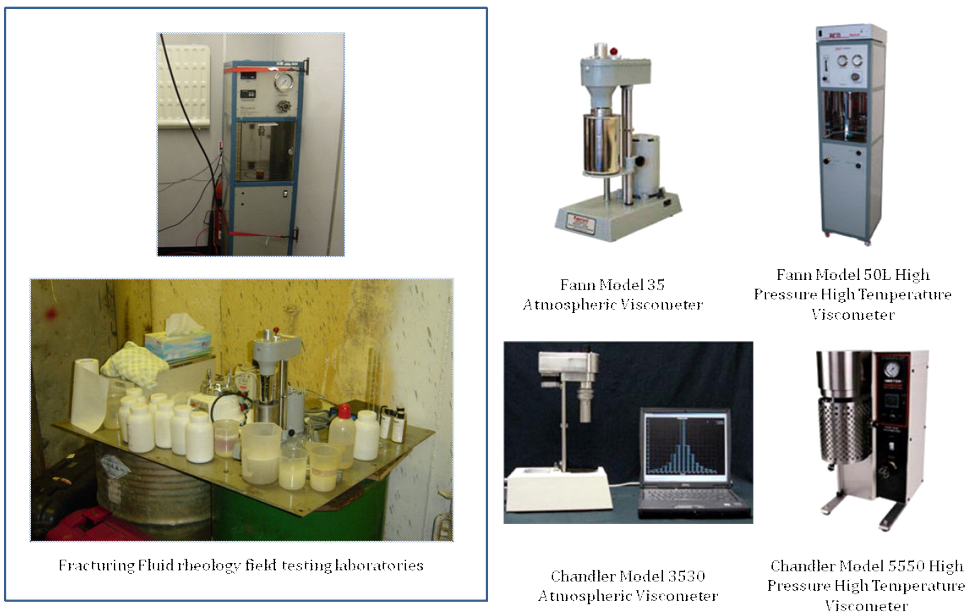 Fracturing Fluid rheology field testing laboratories
Fann Model 35
Atmospheric Viscometer
Fann Model 50L High
Pressure High Temperature
Viscometer
Chandler Model 3530
Atmospheric Viscometer
Chandler Model 5550 High
Pressure High Temperature
Viscometer